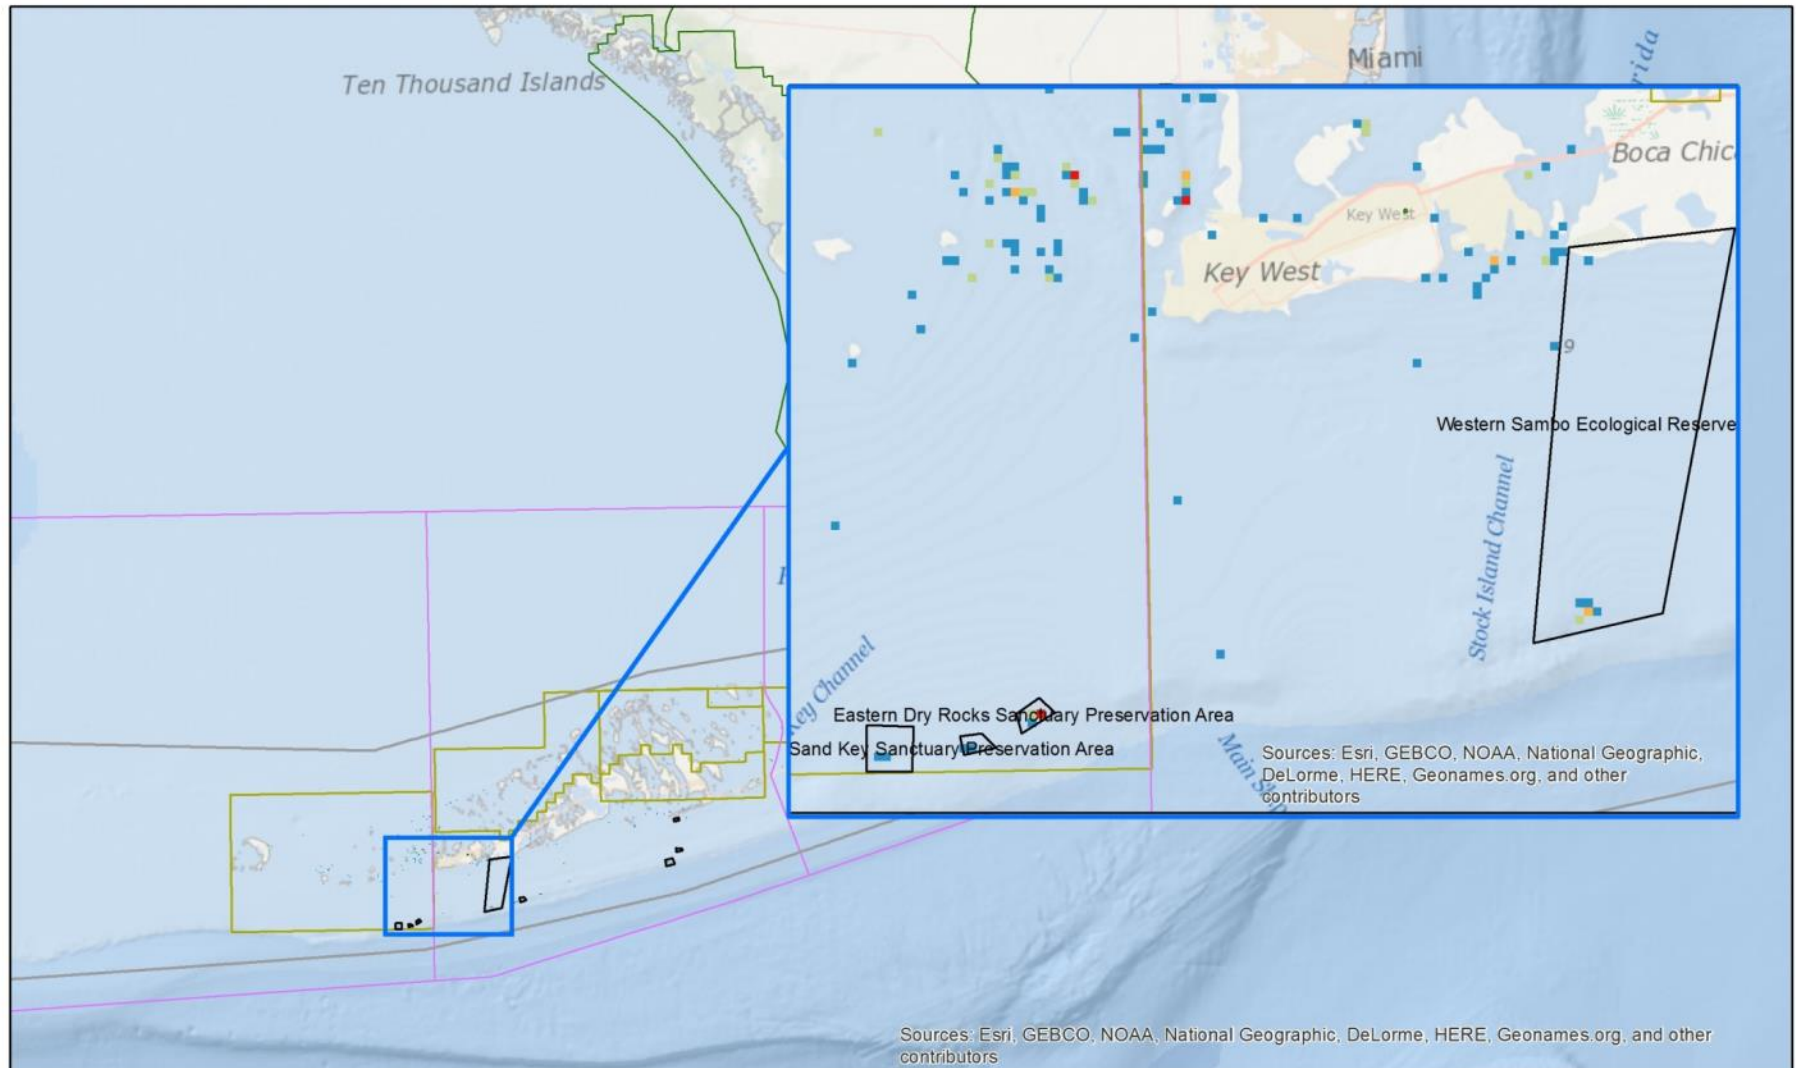 Ten Thousand Islands
Miami
rida
Boca Chic
Key West
Key West
9
Western Sambo Ecological Reserve
Stock Island Channel
Key Channel
Eastern Dry Rocks Sanctuary Preservation Area
Sand Key Sanctuary Preservation Area
Main Ship
Sources: Esri, GEBCO, NOAA, National Geographic,
DeLorme, HERE, Geonames.org, and other
contributors
Sources: Esri, GEBCO, NOAA, National Geographic, DeLorme, HERE, Geonames.org, and other
contributors